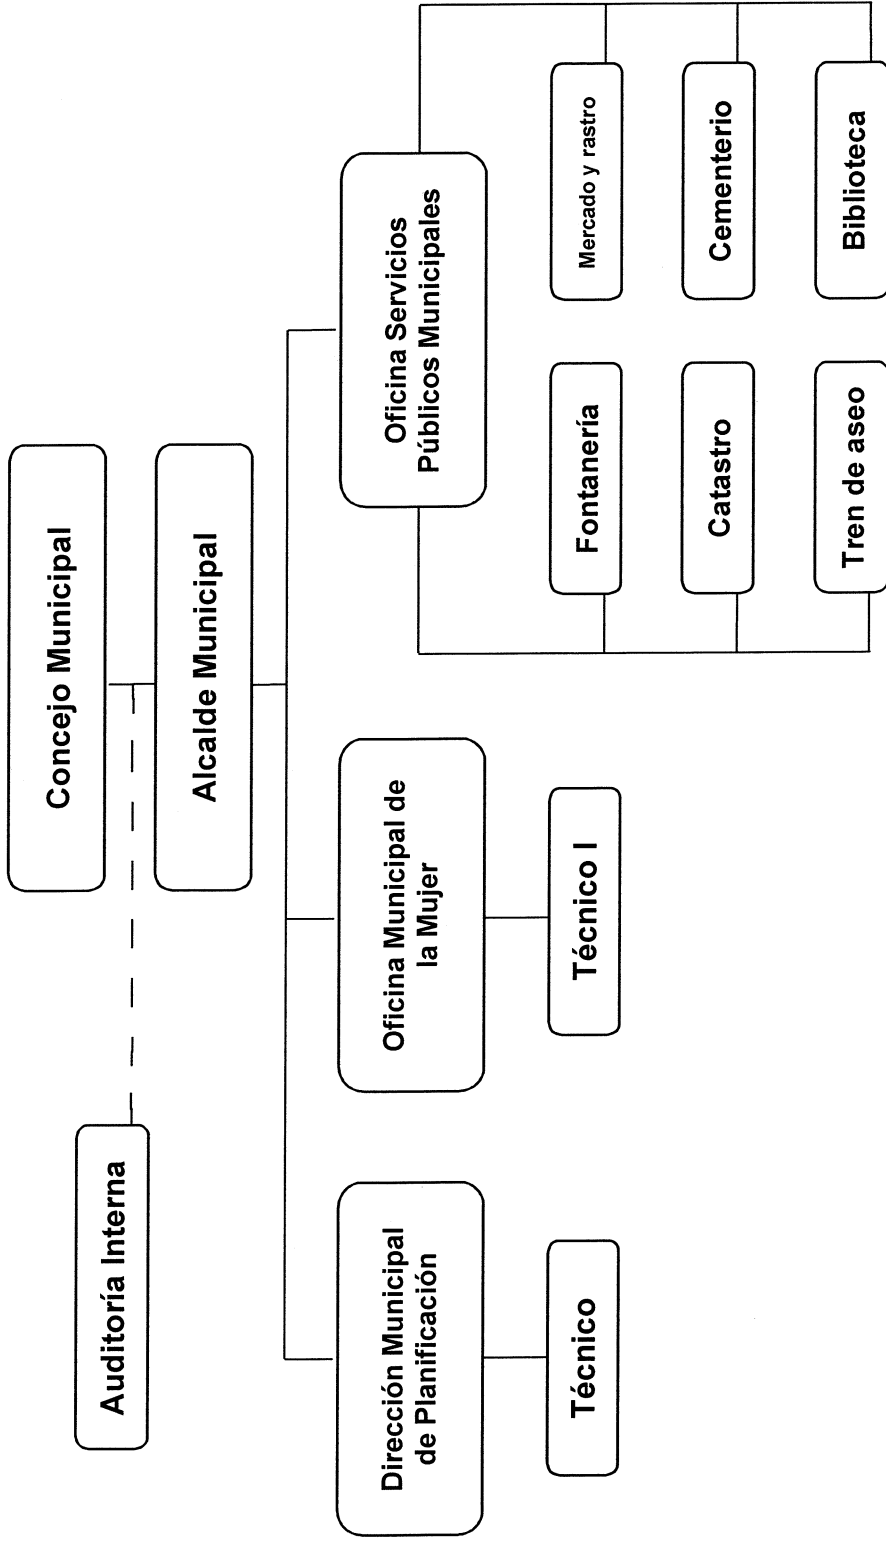 Concejo Municipal
Auditoría Interna
Alcalde Municipal
Dirección Municipal
de Planificación
Oficina Municipal de
la Mujer
Oficina Servicios
Públicos Municipales
Técnico
Técnico I
Fontanería
Mercado y rastro
Catastro
Cementerio
Tren de aseo
Biblioteca